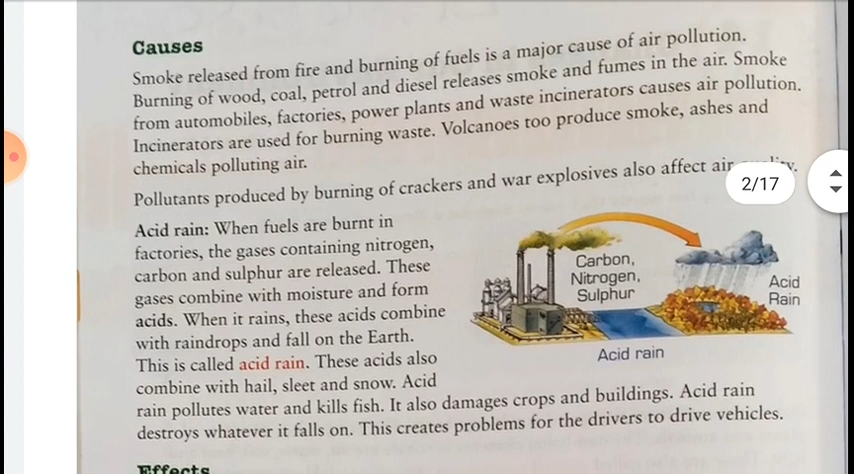 Causes
Smoke released from fire and burning of fuels is a major cause of air pollution.
Burning of wood, coal, petrol and diesel releases smoke and fumes in the air. Smoke
from automobiles, factories, power plants and waste incinerators causes air pollution.
Incinerators are used for burning waste. Volcanoes too produce smoke, ashes and
chemicals polluting air.
Pollutants produced by burning of crackers and war explosives also affect air
2/17
Acid rain: When fuels are burnt in
factories, the gases containing nitrogen,
carbon and sulphur are released. These
gases combine with moisture and form
acids. When it rains, these acids combine
with raindrops and fall on the Earth.
This is called acid rain. These acids also
combine with hail, sleet and snow. Acid
rain pollutes water and kills fish. It also damages crops and buildings. Acid rain
destroys whatever it falls on. This creates problems for the drivers to drive vehicles.
Carbon,
Nitrogen,
Sulphur
Acid
Rain
Acid rain
Effects